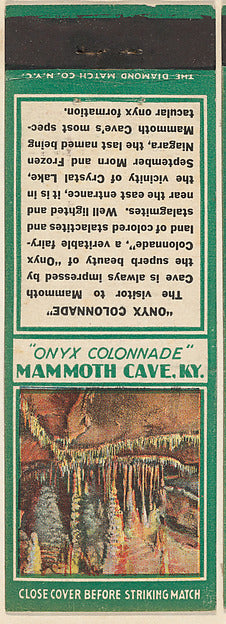 THE DIAMOND MATCH CO. N.Y.C.
"ONYX COLONNADE"
The visitor to Mammoth
Cave is always impressed by
the superb beauty of "Onyx
Colonnade", a veritable fairy-
land of colored stalactites and
stalagmites. Well lighted and
near the east entrance, it is in
the vicinity of Crystal Lake,
September Morn and Frozen
Niagara, the last named being
Mammoth Cave's most spec-
tacular onyx formation.
"ONYX COLONNADE"
MAMMOTH CAVE, KY.
CLOSE COVER BEFORE STRIKING MATCH